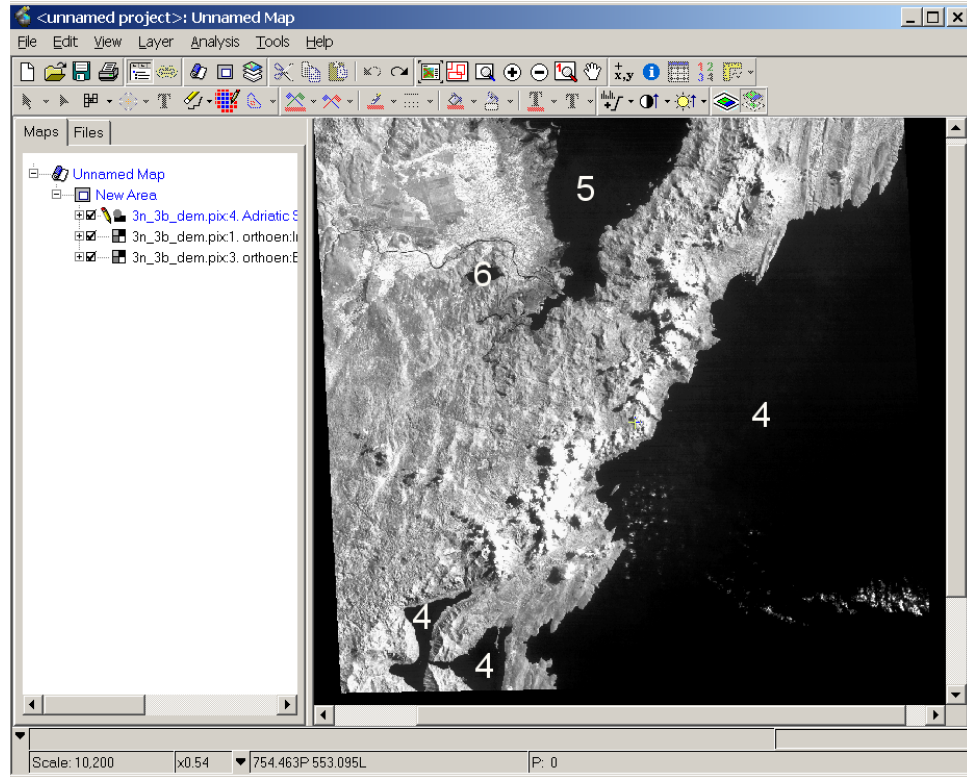 <unnamed project>: Unnamed Map
File Edit View Layer Analysis Tools Help
Maps Files
Unnamed Map
New Area
3n_3b_dem.pix:4. Adriatic S
3n_3b_dem.pix:1. orthoen:I
3n_3b_dem.pix:3. orthoen:E
5
6
4
4
4
Scale: 10,200 x0.54 754.463P 553.095L P: 0